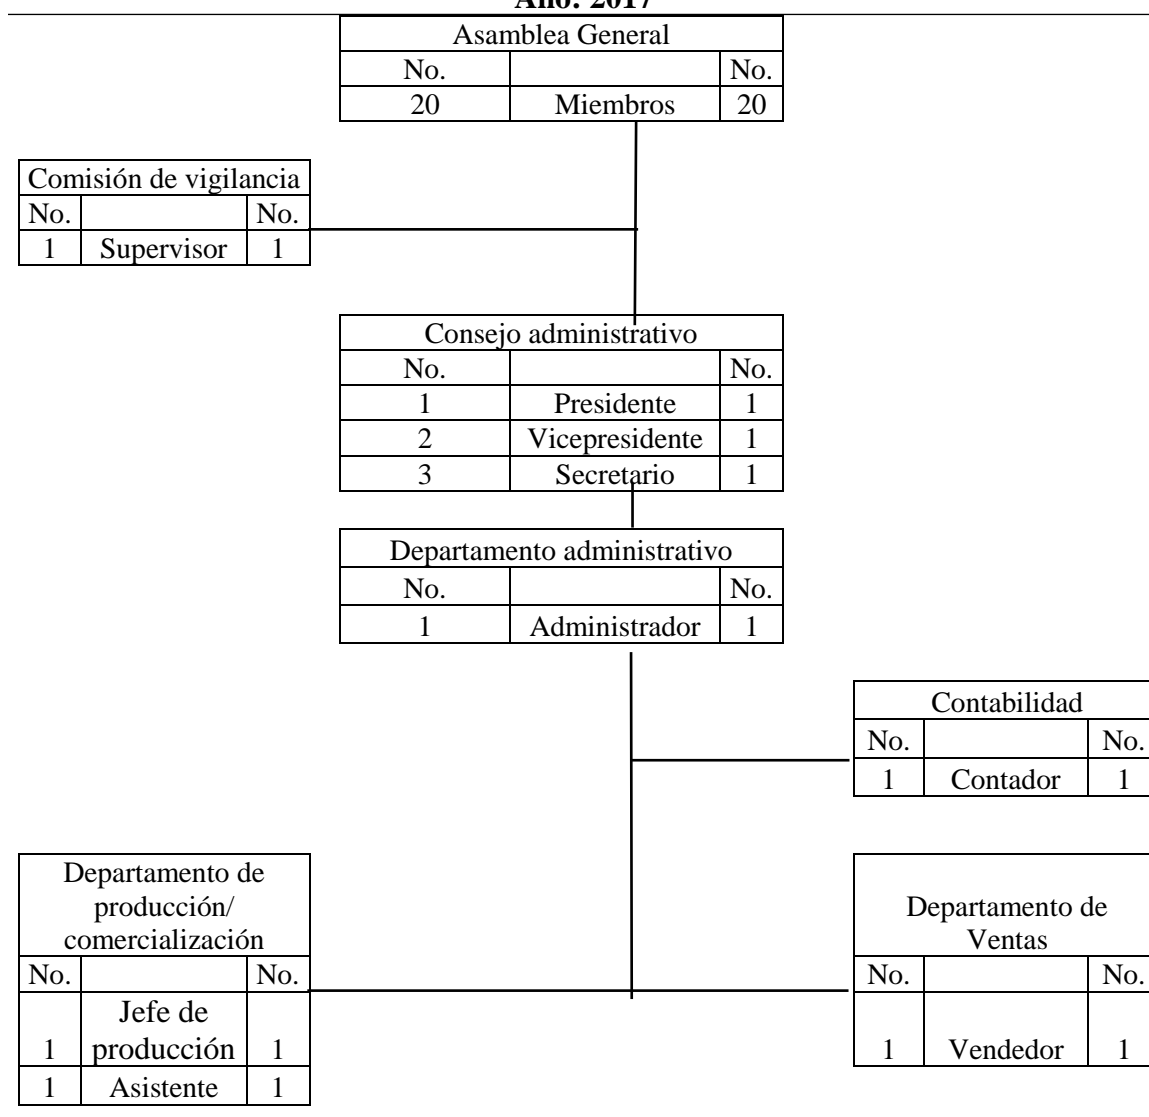 Año: 2017
Asamblea General
No. No.
20 Miembros 20
Comisión de vigilancia
No. No.
1 Supervisor 1
Consejo administrativo
No. No.
1 Presidente 1
2 Vicepresidente 1
3 Secretario 1
Departamento administrativo
No. No.
1 Administrador 1
Contabilidad
No. No.
1 Contador 1
Departamento de
producción/
comercialización
No. No.
Jefe de
1 producción 1
1 Asistente 1
Departamento de
Ventas
No. No.
1 Vendedor 1